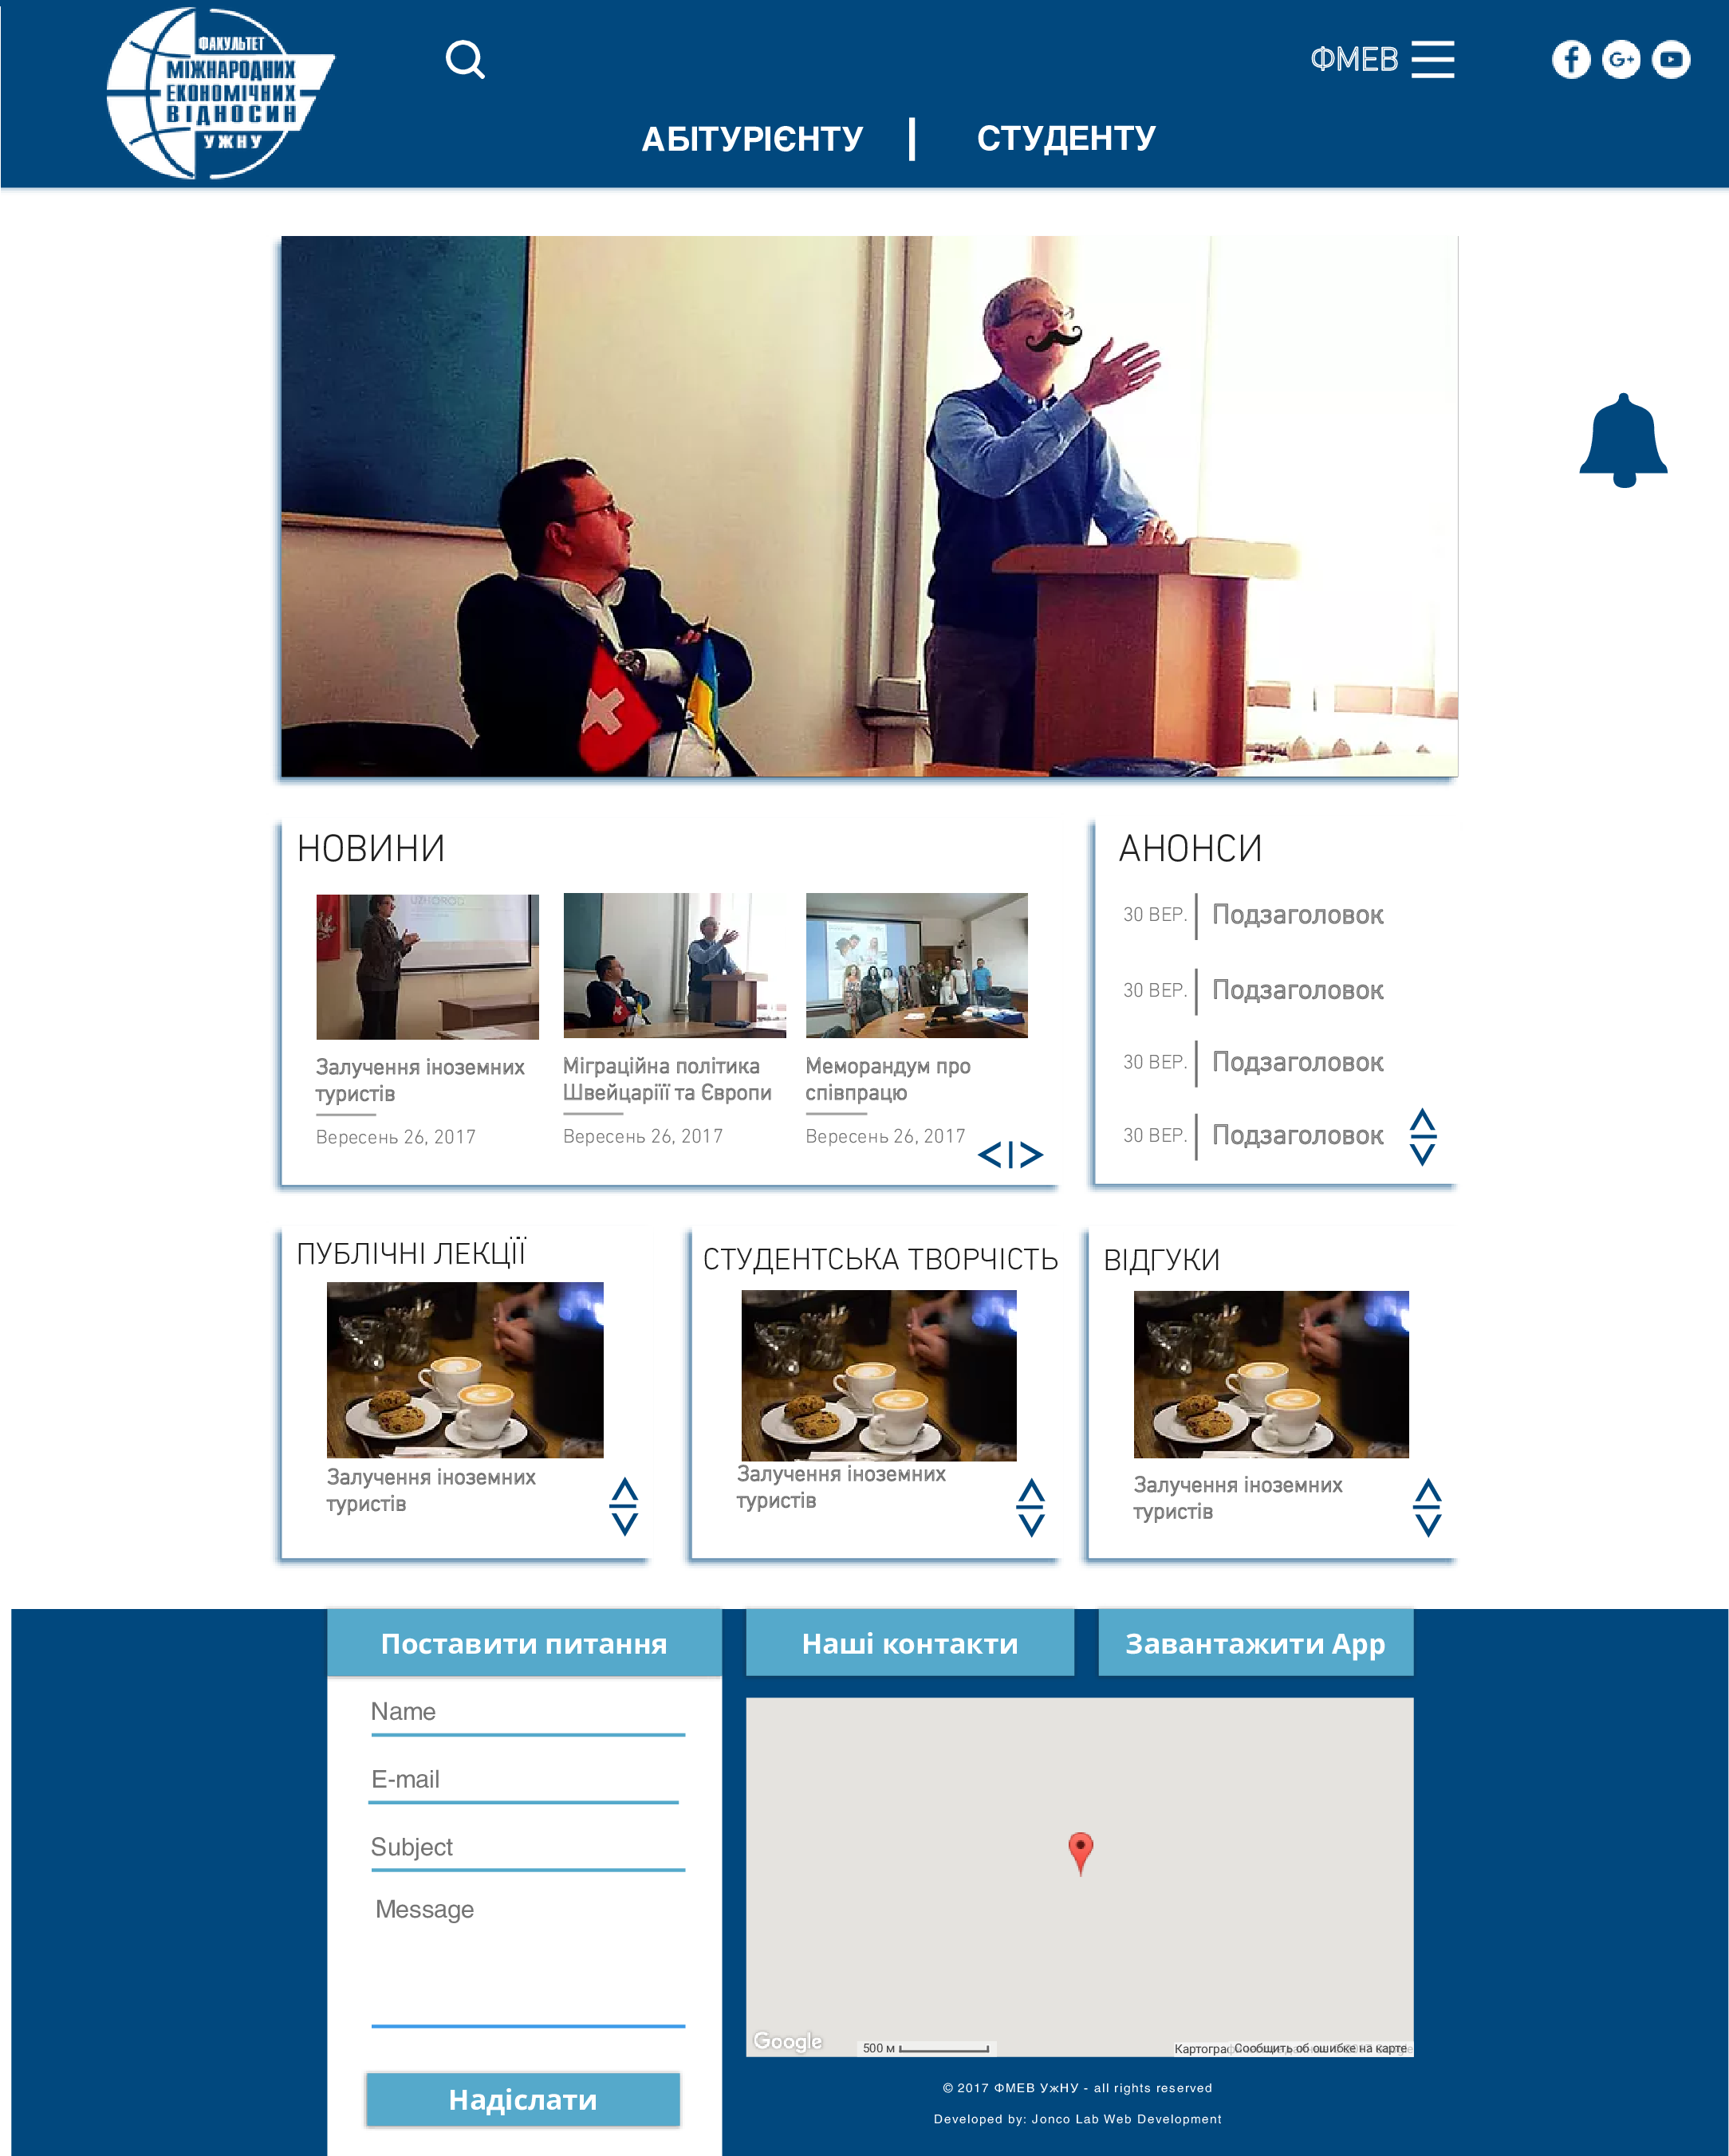 ФАКУЛЬТЕТ
МІЖНАРОДНИХ
ЕКОНОМІЧНИХ
ВІДНОСИН
УЖНУ
ФМЕВ
G+
АБІТУРІЄНТУ | СТУДЕНТУ
НОВИНИ
UZHOROD
Залучення іноземних
туристів
Вересень 26, 2017
Міграційна політика
Швейцаріїї та Європи
Вересень 26, 2017
Меморандум про
співпрацю
Вересень 26, 2017
<|>
АНОНСИ
30 ВЕР. Подзаголовок
30 ВЕР. Подзаголовок
30 ВЕР. Подзаголовок
30 ВЕР. Подзаголовок
ПУБЛІЧНІ ЛЕКЦІЇ
Залучення іноземних
туристів
СТУДЕНТСЬКА ТВОРЧІСТЬ
Залучення іноземних
туристів
ВІДГУКИ
Залучення іноземних
туристів
Поставити питання
Name
E-mail
Subject
Message
Надіслати
Наші контакти
Завантажити App
Google
500 м
Сообщить об ошибке на карте
© 2017 ФМЕВ УжНУ - all rights reserved
Developed by: Jonco Lab Web Development